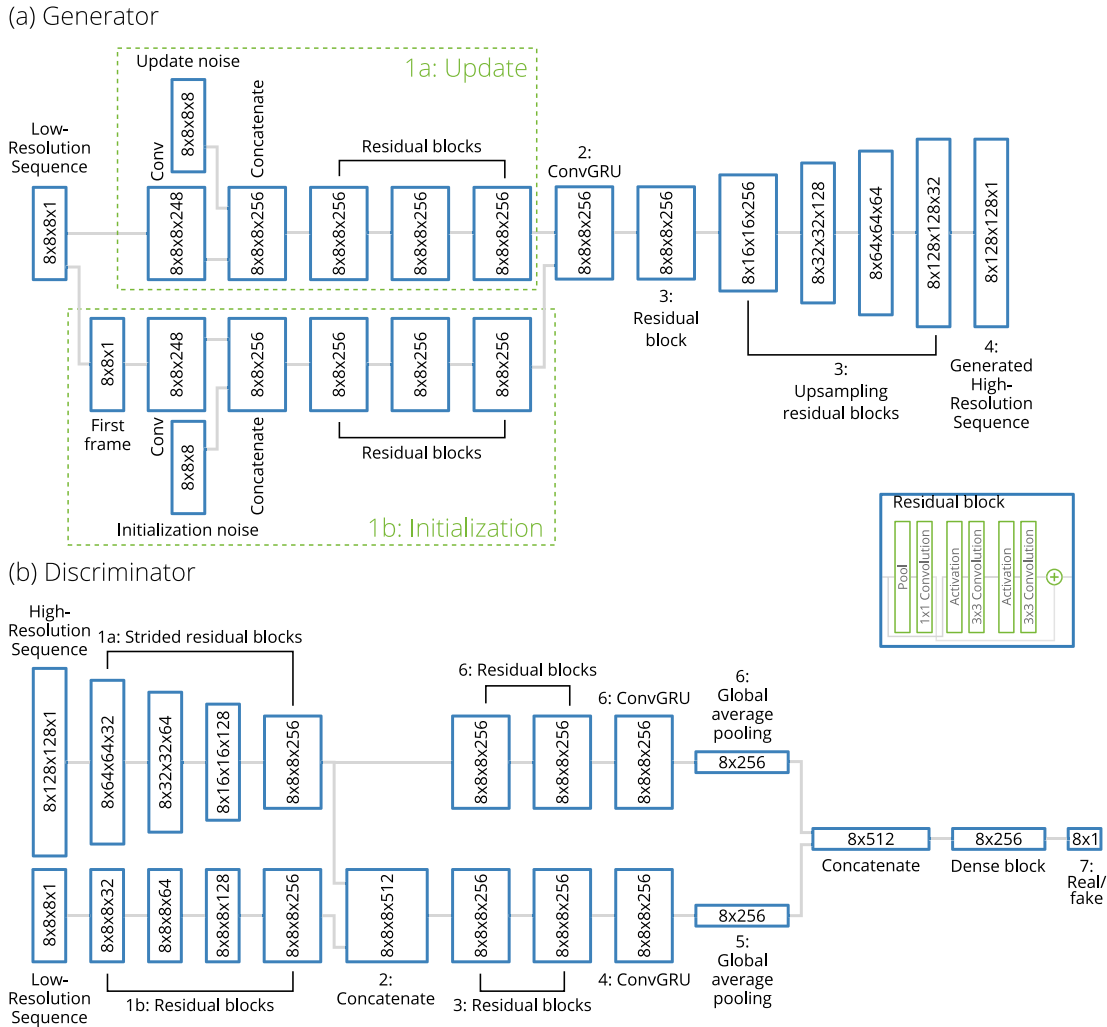 (a) Generator
Update noise
1a: Update
8x8x8x8
Conv
Concatenate
Low-
Resolution
Sequence
Residual blocks
2:
ConvGRU
8x8x8x1
8x8x8x248
8x8x8x256
8x8x8x256
8x8x8x256
8x8x8x256
8x8x8x256
8x8x8x256
8x16x16x256
8x32x32x128
8x64x64x64
8x128x128x32
8x128x128x1
3:
Residual
block
3:
Upsampling
residual blocks
4:
Generated
High-
Resolution
Sequence
8x8x1
8x8x248
8x8x256
8x8x256
8x8x256
8x8x256
First
frame
Conv
8x8x8
Concatenate
Residual blocks
Initialization noise
1b: Initialization
Residual block
Pool
1x1 Convolution
Activation
3x3 Convolution
Activation
3x3 Convolution
+
(b) Discriminator
High-
Resolution
Sequence
1a: Strided residual blocks
6: Residual blocks
6: ConvGRU
6:
Global
average
pooling
8x128x128x1
8x64x64x32
8x32x32x64
8x16x16x128
8x8x8x256
8x8x8x256
8x8x8x256
8x8x8x256
8x256
8x512
Concatenate
8x256
Dense block
8x1
7:
Real/
fake
8x8x8x1
8x8x8x32
8x8x8x64
8x8x8x128
8x8x8x256
8x8x8x512
8x8x8x256
8x8x8x256
8x8x8x256
8x256
Low-
Resolution
Sequence
1b: Residual blocks
2:
Concatenate
3: Residual blocks
4: ConvGRU
5:
Global
average
pooling